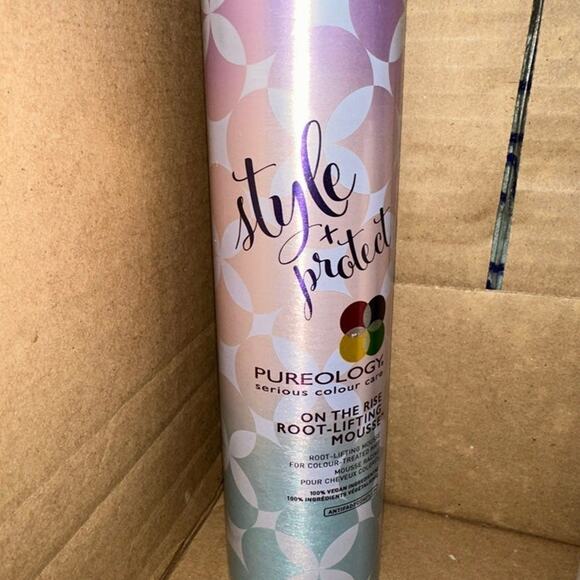 style
+
protect
PUREOLOGY
serious colour care
ON THE RISE
ROOT-LIFTING
MOUSSE
ROOT-LIFTING MOUSSE
FOR COLOUR-TREATED
MOUSSE
POUR CHEVEUX
100% VEGAN
100% INGRÉDIENTS